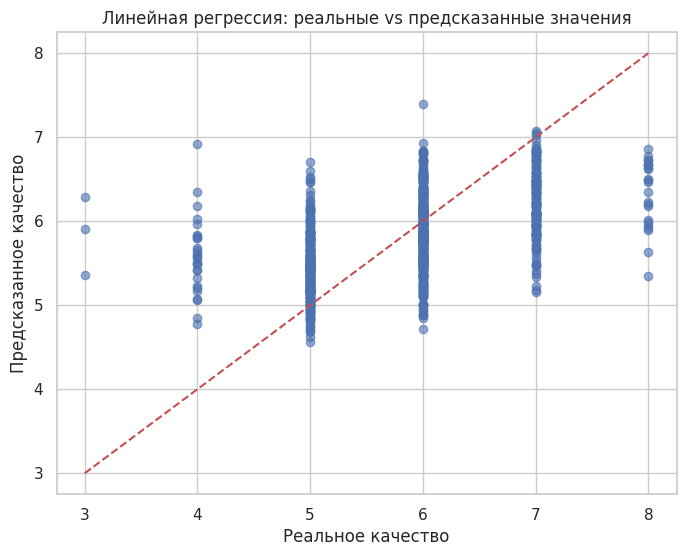 Линейная регрессия: реальные vs предсказанные значения
8
7
6
5
4
3
Предсказанное качество
3 4 5 6 7 8
Реальное качество